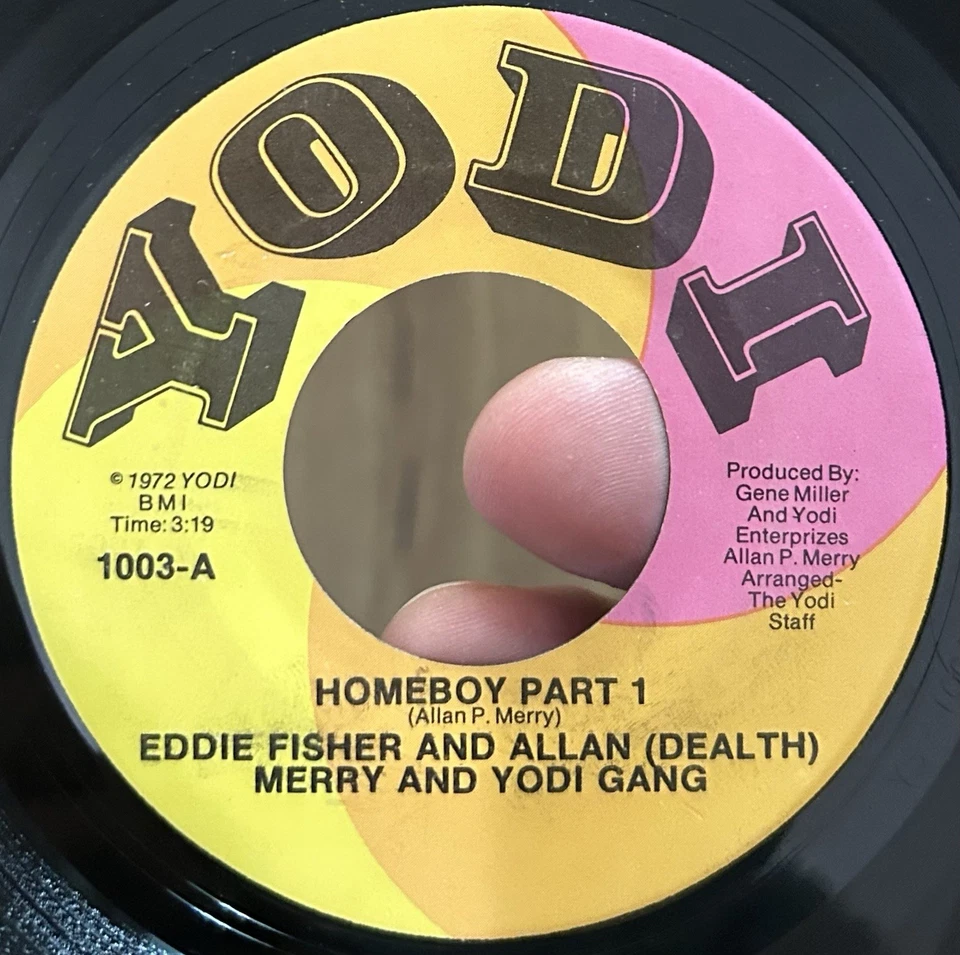 YODI
© 1972 YODI
BMI
Time: 3:19
1003-A
Produced By:
Gene Miller
And Yodi
Enterprizes
Allan P. Merry
Arranged-
The Yodi
Staff
HOMEBOY PART 1
(Allan P. Merry)
EDDIE FISHER AND ALLAN (DEALTH)
MERRY AND YODI GANG